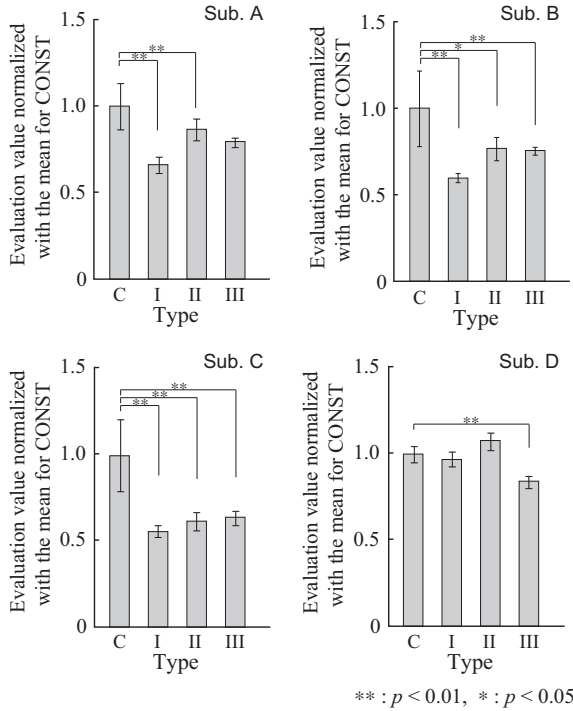 Sub. A
Evaluation value normalized
with the mean for CONST
1.5
1.0
0.5
0
**
**
C I II III
Type
Sub. B
Evaluation value normalized
with the mean for CONST
1.5
1.0
0.5
0
**
*
**
C I II III
Type
Sub. C
Evaluation value normalized
with the mean for CONST
1.5
1.0
0.5
0
**
**
**
C I II III
Type
Sub. D
Evaluation value normalized
with the mean for CONST
1.5
1.0
0.5
0
**
C I II III
Type
** : p < 0.01, * : p < 0.05